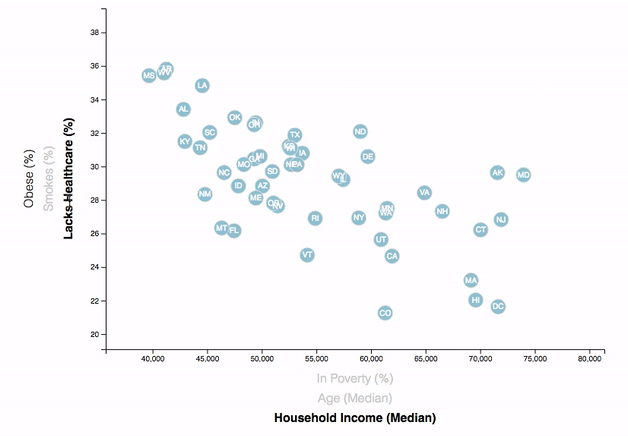 Obese (%)
Smokes (%)
Lacks Healthcare (%)
38
36
34
32
30
28
26
24
22
20
MS
WV
AR
LA
AL
OK
SC
KY
TN
TX
ND
IA
DE
MO
MI
NC
SD
PA
AK
MD
WY
ID
AZ
NM
ME
NV
VA
MN
WA
NH
RI
NY
NJ
MT
FL
CT
UT
VT
CA
MA
HI
DC
CO
40,000
45,000
50,000
55,000
60,000
65,000
70,000
75,000
80,000
In Poverty (%)
Age (Median)
Household Income (Median)